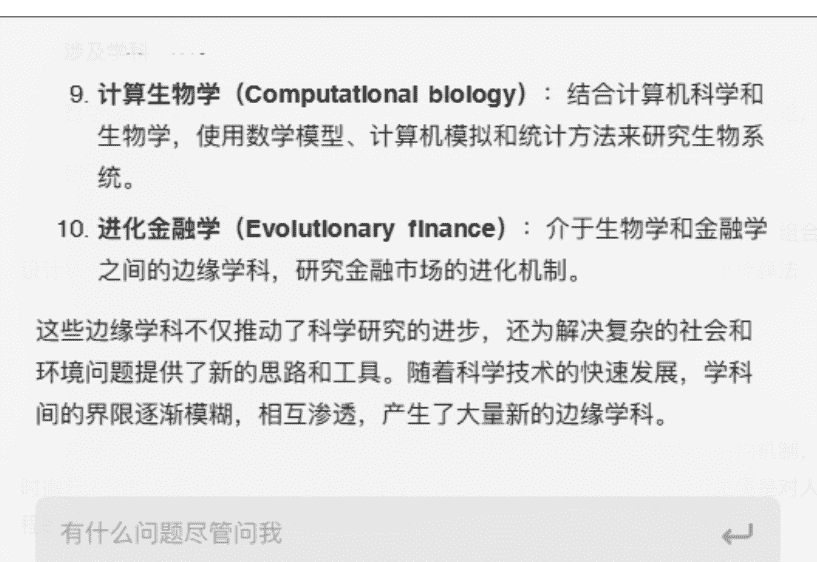 涉及学科
9. 计算生物学（Computational biology）：结合计算机科学和
生物学，使用数学模型、计算机模拟和统计方法来研究生物系
统。
10. 进化金融学（Evolutionary finance）：介于生物学和金融学
之间的边缘学科，研究金融市场的进化机制。
这些边缘学科不仅推动了科学研究的进步，还为解决复杂的社会和
环境问题提供了新的思路和工具。随着科学技术的快速发展，学科
间的界限逐渐模糊，相互渗透，产生了大量新的边缘学科。
有什么问题尽管问我